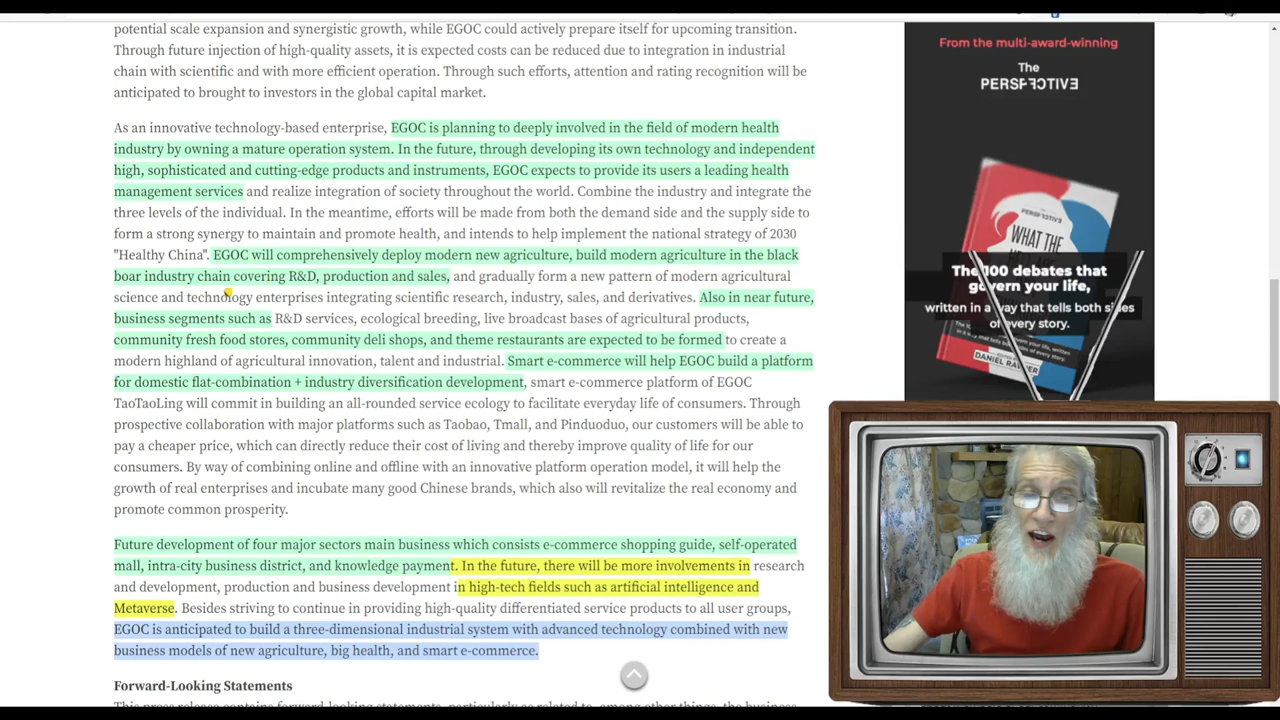 potential scale expansion and synergistic growth, while EGOC could actively prepare itself for upcoming transition.
Through future injection of high-quality assets, it is expected costs can be reduced due to integration in industrial
chain with scientific and with more efficient operation. Through such efforts, attention and rating recognition will be
anticipated to brought to investors in the global capital market.
As an innovative technology-based enterprise, EGOC is planning to deeply involved in the field of modern health
industry by owning a mature operation system. In the future, through developing its own technology and independent
high, sophisticated and cutting-edge products and instruments, EGOC expects to provide its users a leading health
management services and realize integration of society throughout the world. Combine the industry and integrate the
three levels of the individual. In the meantime, efforts will be made from both the demand side and the supply side to
form a strong synergy to maintain and promote health, and intends to help implement the national strategy of 2030
"Healthy China". EGOC will comprehensively deploy modern new agriculture, build modern agriculture in the black
boar industry chain covering R&D, production and sales, and gradually form a new pattern of modern agricultural
science and technology enterprises integrating scientific research, industry, sales, and derivatives. Also in near future,
business segments such as R&D services, ecological breeding, live broadcast bases of agricultural products,
community fresh food stores, community deli shops, and theme restaurants are expected to be formed to create a
modern highland of agricultural innovation, talent and industrial. Smart e-commerce will help EGOC build a platform
for domestic flat-combination + industry diversification development, smart e-commerce platform of EGOC
TaoTaoLing will commit in building an all-rounded service ecology to facilitate everyday life of consumers. Through
prospective collaboration with major platforms such as Taobao, Tmall, and Pinduoduo, our customers will be able to
pay a cheaper price, which can directly reduce their cost of living and thereby improve quality of life for our
consumers. By way of combining online and offline with an innovative platform operation model, it will help the
growth of real enterprises and incubate many good Chinese brands, which also will revitalize the real economy and
promote common prosperity.
Future development of four major sectors main business which consists e-commerce shopping guide, self-operated
mall, intra-city business district, and knowledge payment. In the future, there will be more involvements in research
and development, production and business development in high-tech fields such as artificial intelligence and
Metaverse. Besides striving to continue in providing high-quality differentiated service products to all user groups,
EGOC is anticipated to build a three-dimensional industrial system with advanced technology combined with new
business models of new agriculture, big health, and smart e-commerce.
Forward-Looking Statements
From the multi-award-winning
The
PERSPECTIVE
PERSPECTIVE
WHAT THE
The 100 debates that
govern your life,
written in a way that tells both sides
of every story.
DANIEL RAVNER